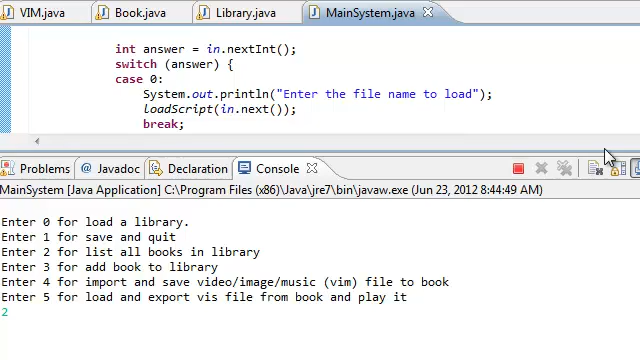 VIM.java Book.java Library.java MainSystem.java
int answer = in.nextInt();
switch (answer) {
case 0:
System.out.println("Enter the file name to load");
loadScript(in.next());
break;
Problems @ Javadoc Declaration Console
MainSystem [Java Application] C:\Program Files (x86)\Java\jre7\bin\javaw.exe (Jun 23, 2012 8:44:49 AM)
Enter 0 for load a library.
Enter 1 for save and quit
Enter 2 for list all books in library
Enter 3 for add book to library
Enter 4 for import and save video/image/music (vim) file to book
Enter 5 for load and export vis file from book and play it
2